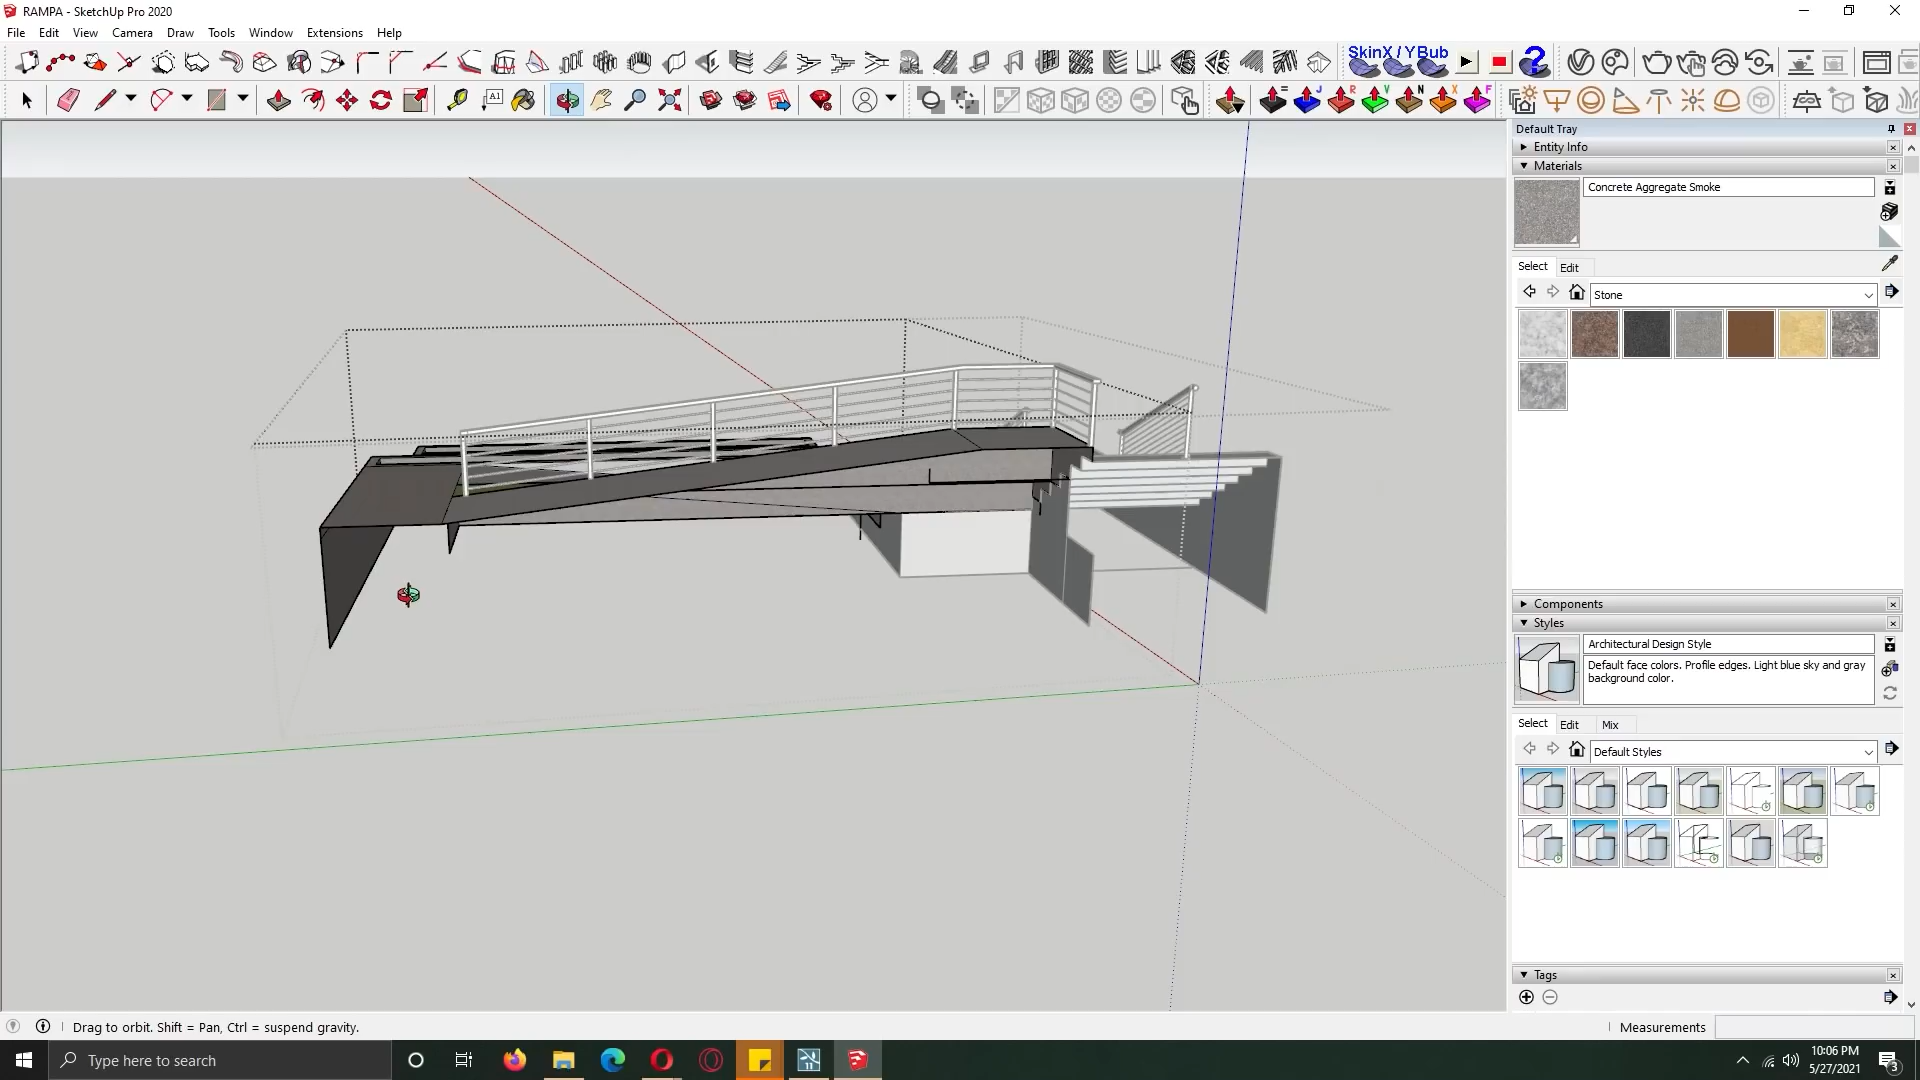 RAMPA - SketchUp Pro 2020
File Edit View Camera Draw Tools Window Extensions Help
SkinX / YBub
A1
= J R V N X F
Default Tray
Entity Info
Materials
Concrete Aggregate Smoke
Select Edit
Stone
Components
Styles
Architectural Design Style
Default face colors. Profile edges. Light blue sky and gray
background color.
Select Edit Mix
Default Styles
Tags
Drag to orbit. Shift = Pan, Ctrl = suspend gravity.
Measurements
Type here to search
11
10:06 PM
5/27/2021
3